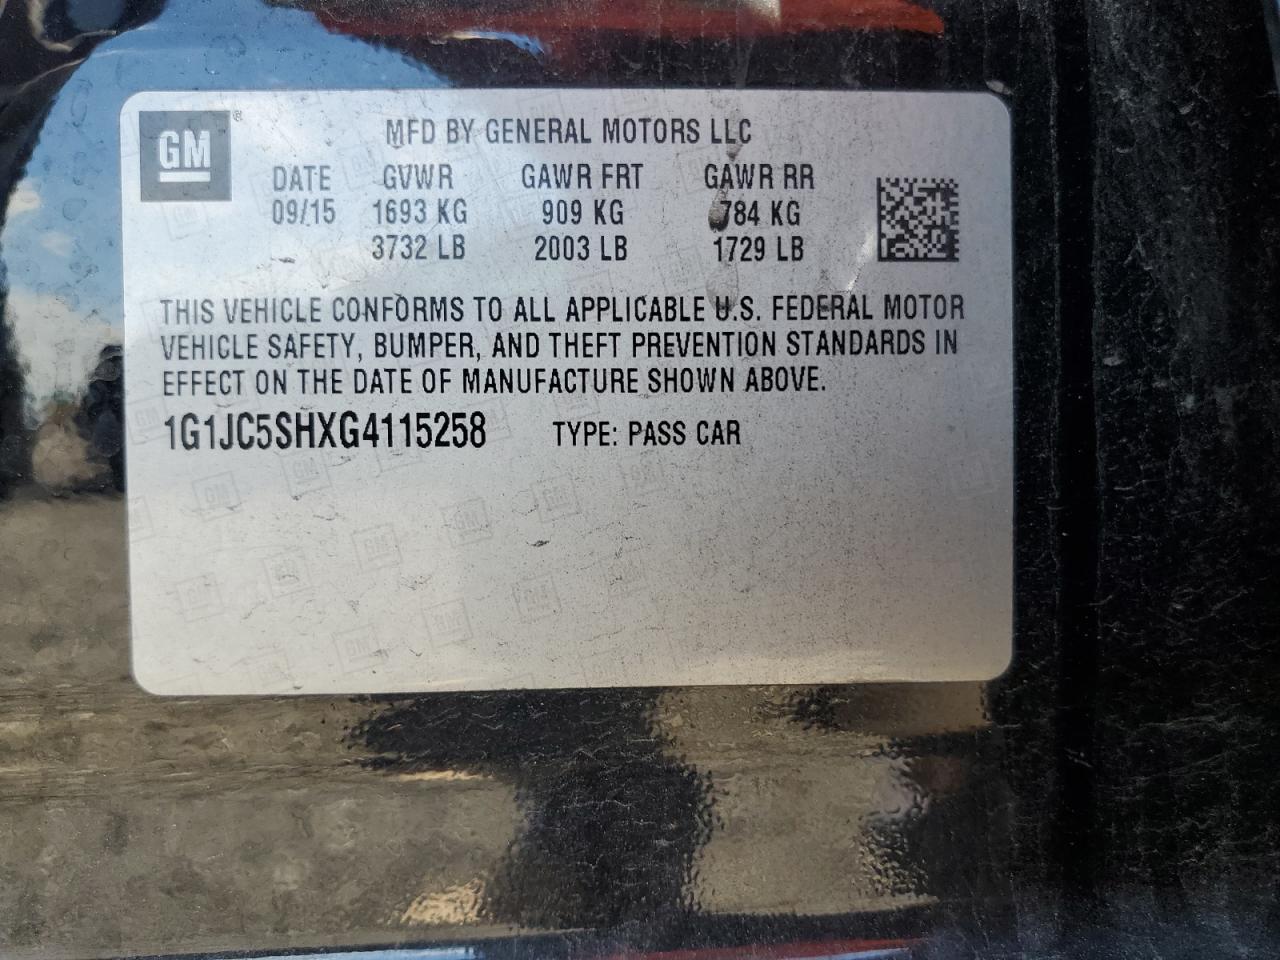 GM®
MFD BY GENERAL MOTORS LLC
DATE GVWR GAWR FRT GAWR RR
09/15 1693 KG 909 KG 784 KG
3732 LB 2003 LB 1729 LB
THIS VEHICLE CONFORMS TO ALL APPLICABLE U.S. FEDERAL MOTOR
VEHICLE SAFETY, BUMPER, AND THEFT PREVENTION STANDARDS IN
EFFECT ON THE DATE OF MANUFACTURE SHOWN ABOVE.
1G1JC5SHXG4115258 TYPE: PASS CAR